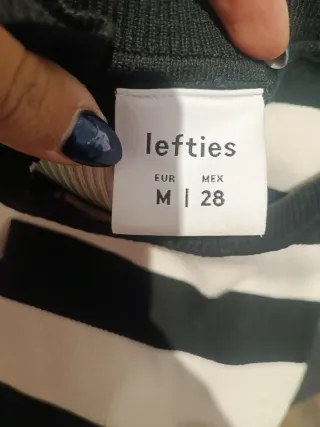 lefties
EUR MEX
M | 28